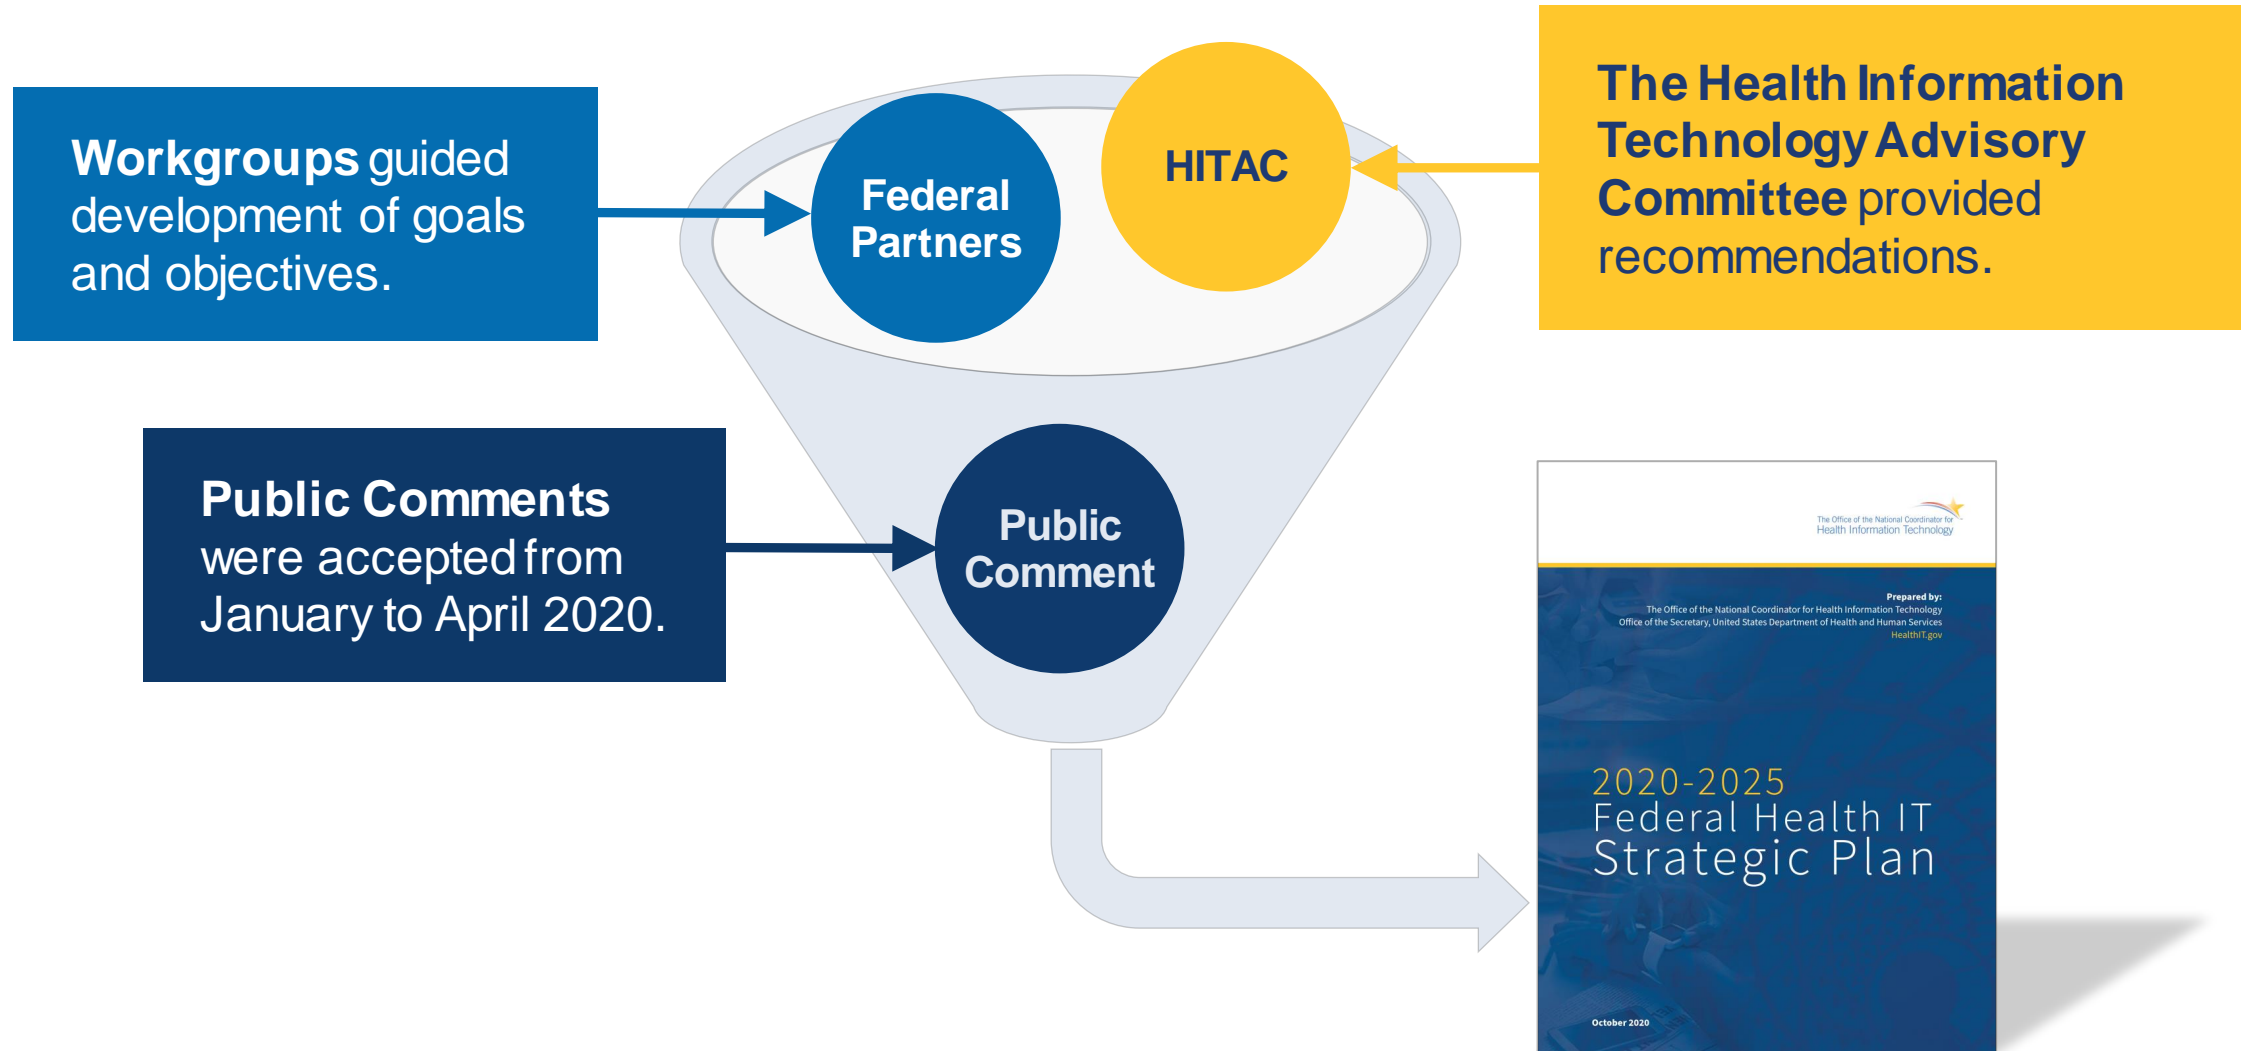 Workgroups guided
development of goals
and objectives.
Federal
Partners
HITAC
The Health Information
Technology Advisory
Committee provided
recommendations.
Public Comments
were accepted from
January to April 2020.
Public
Comment
The Office of the National Coordinator for
Health Information Technology
Prepared by:
The Office of the National Coordinator for Health Information Technology
Office of the Secretary, United States Department of Health and Human Services
HealthIT.gov
2020-2025
Federal Health IT
Strategic Plan
October 2020